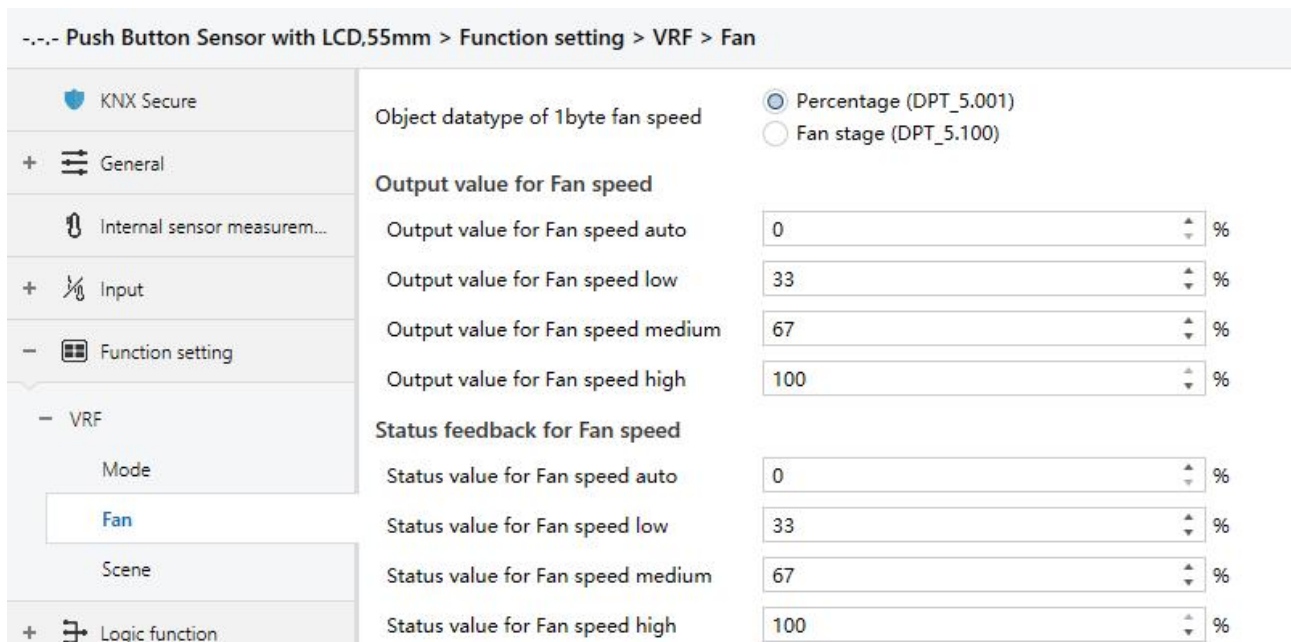 -.-.- Push Button Sensor with LCD,55mm > Function setting > VRF > Fan
KNX Secure
+ General
Internal sensor measurem...
+ Input
− Function setting
− VRF
Mode
Fan
Scene
+ Logic function
Object datatype of 1byte fan speed
Percentage (DPT_5.001)
Fan stage (DPT_5.100)
Output value for Fan speed
Output value for Fan speed auto 0 %
Output value for Fan speed low 33 %
Output value for Fan speed medium 67 %
Output value for Fan speed high 100 %
Status feedback for Fan speed
Status value for Fan speed auto 0 %
Status value for Fan speed low 33 %
Status value for Fan speed medium 67 %
Status value for Fan speed high 100 %